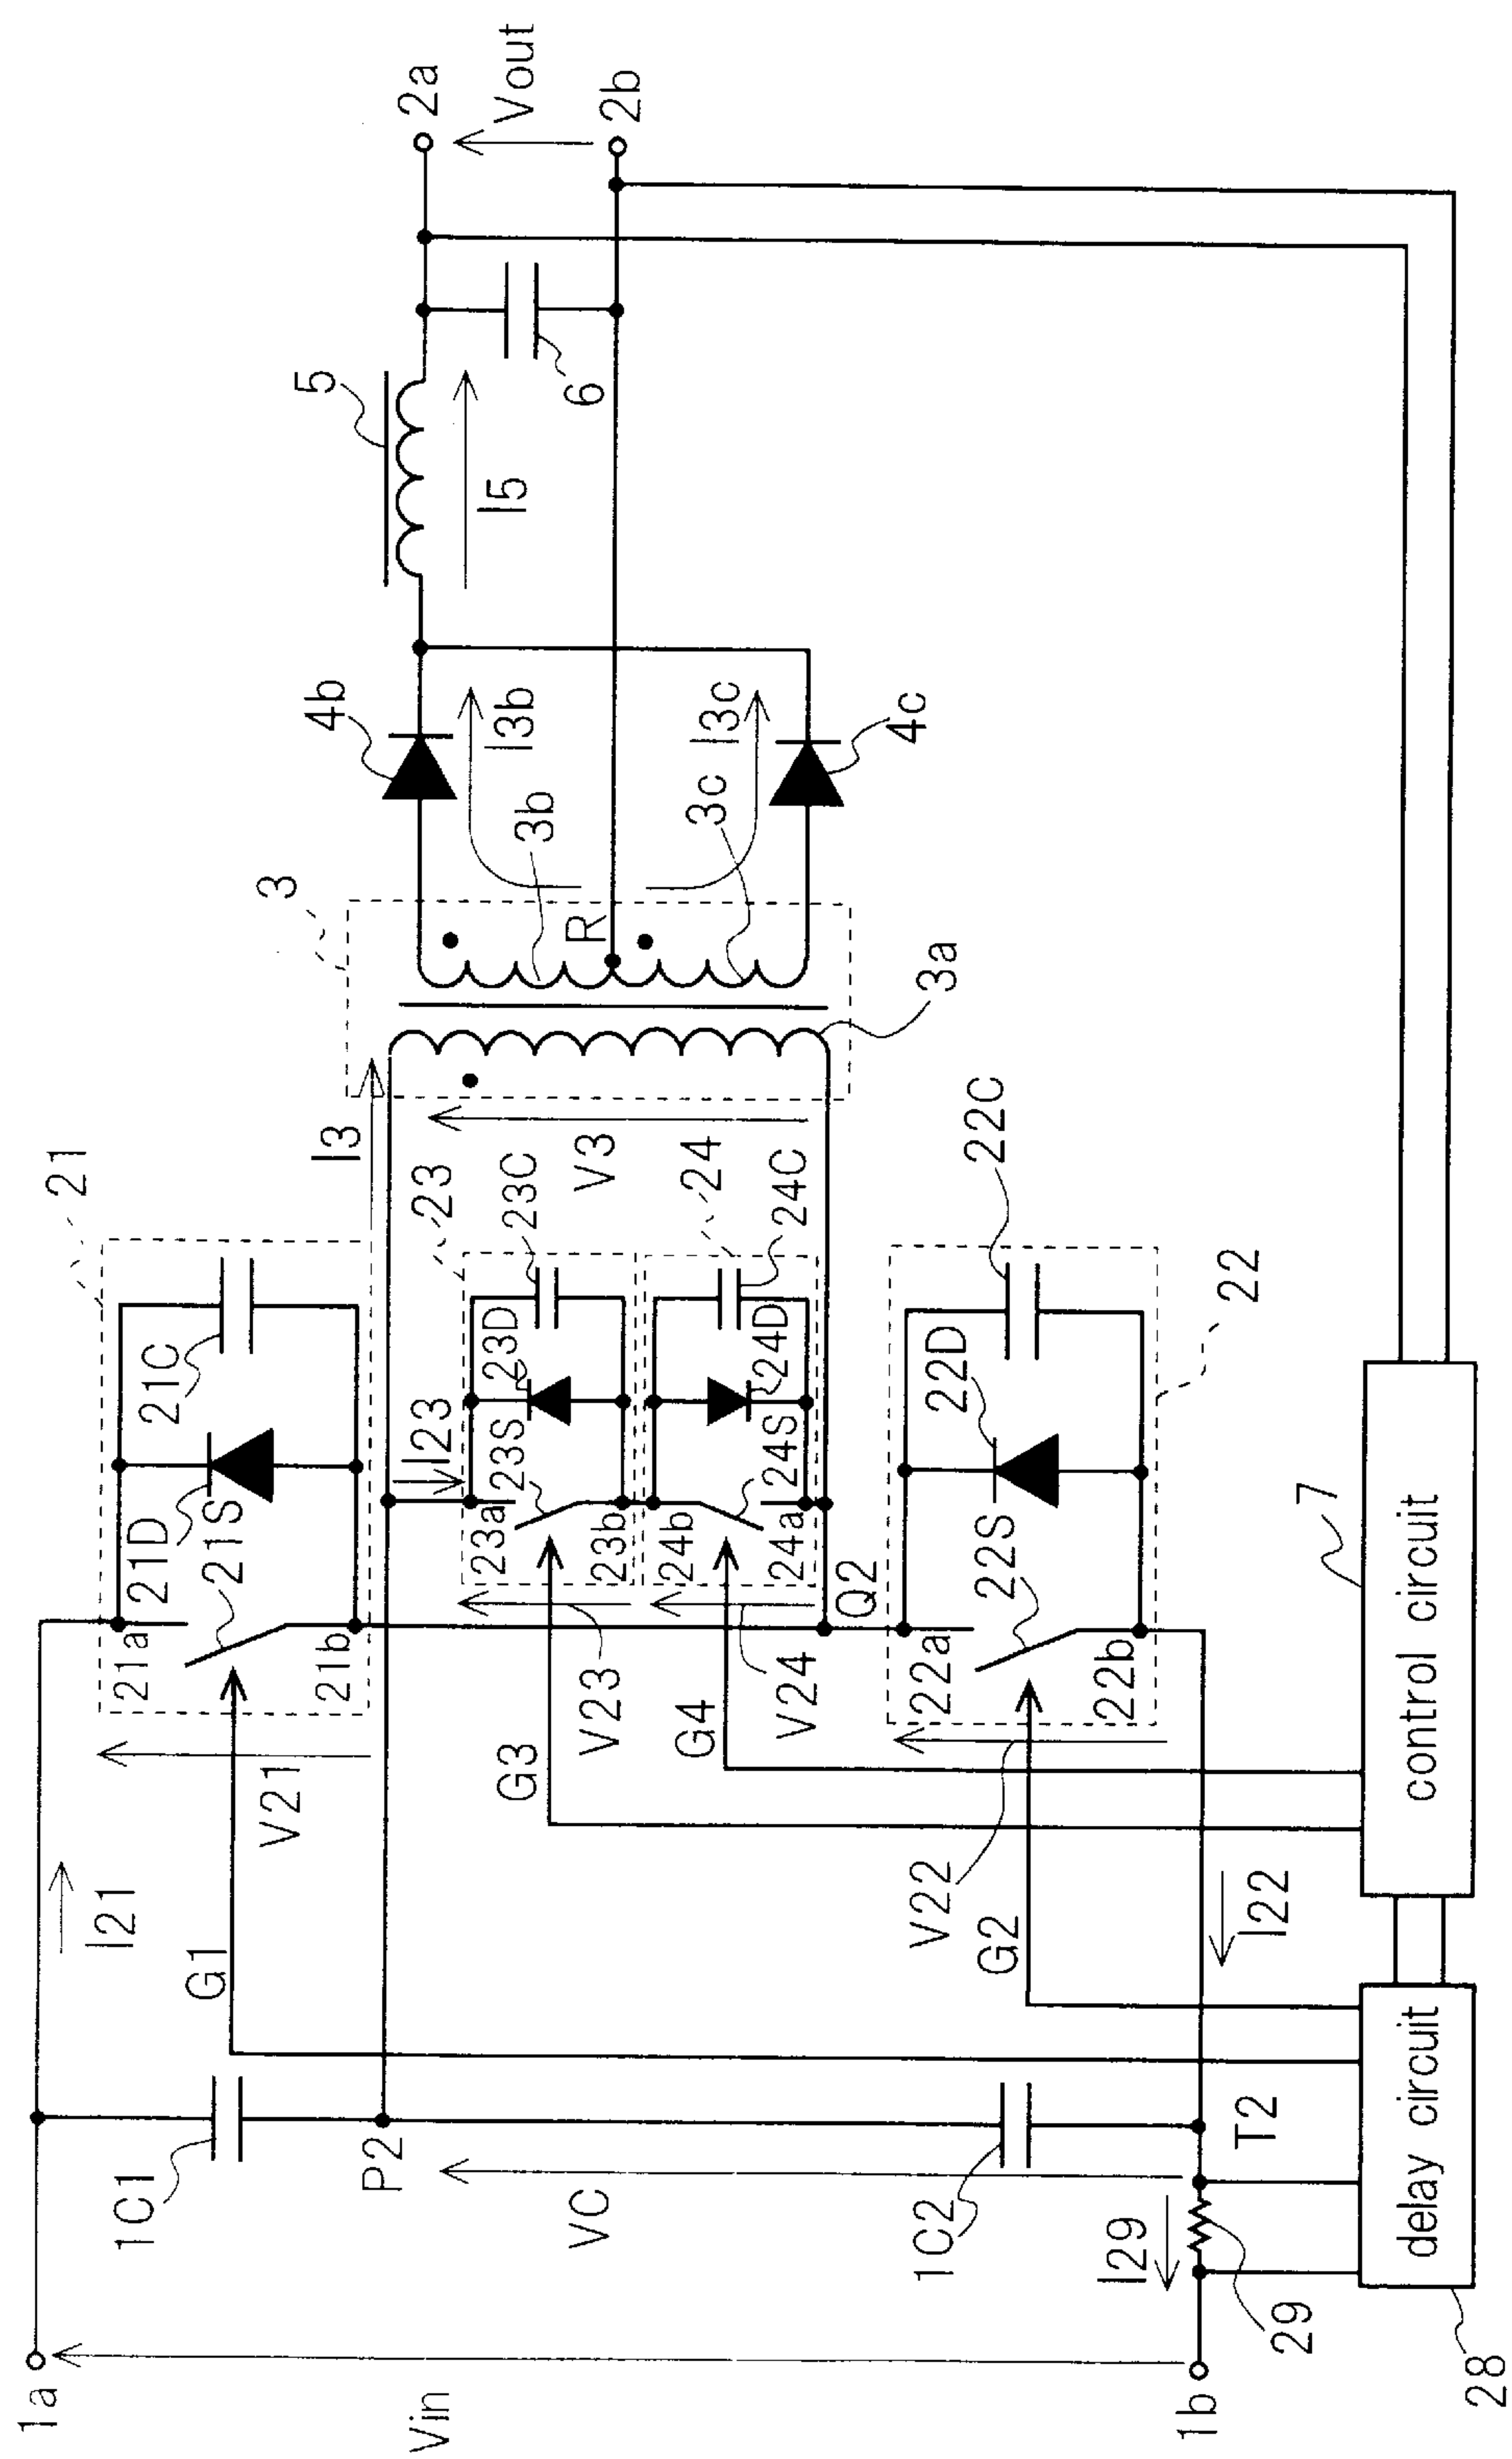 1a
Vin
1b
I21
1C1
P2
VC
1C2
I29
T2
29
28
delay circuit
G1
V21
21
21a
21S
21D
21C
21b
I3
I23
23
23a
23S
23D
23C
23b
G3
V23
24
24b
24S
24D
24C
24a
G4
V24
V3
Q2
22
22a
22S
22D
22C
22b
V22
G2
I22
control circuit
7
3
3a
3b
R
3c
4b
I3b
I3c
4c
5
I5
6
2a
Vout
2b